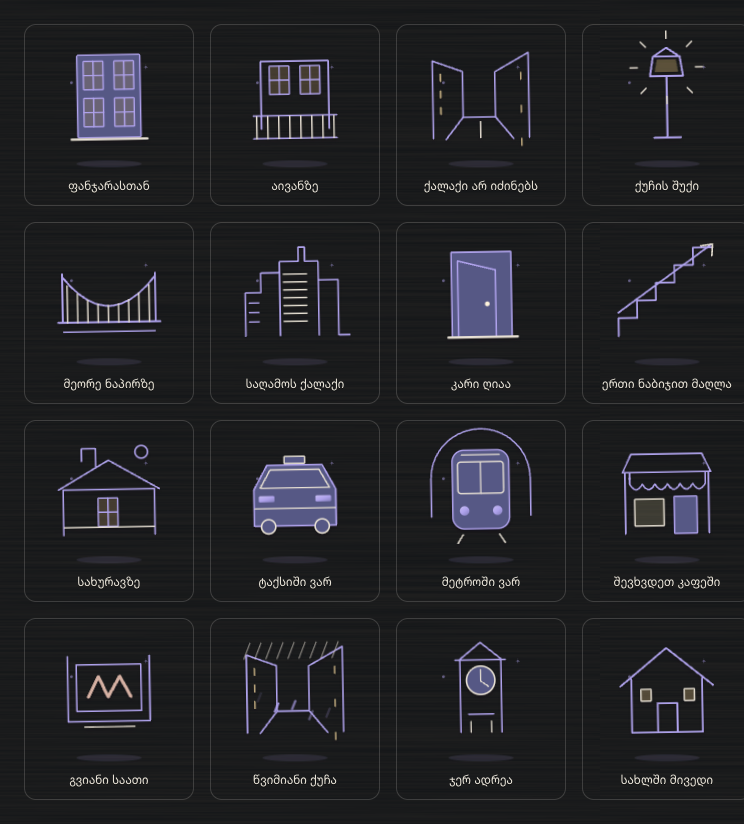 ფანჯარასთან
აივანზე
ქალაქი არ იძინებს
ქუჩის შუქი
მეორე ნაპირზე
საღამოს ქალაქი
კარი ღიაა
ერთი ნაბიჯით მაღლა
სახურავზე
ტაქსიში ვარ
მეტროში ვარ
შევხვდეთ კაფეში
გვიანი საათი
წვიმიანი ქუჩა
ჯერ ადრეა
სახლში მივედი